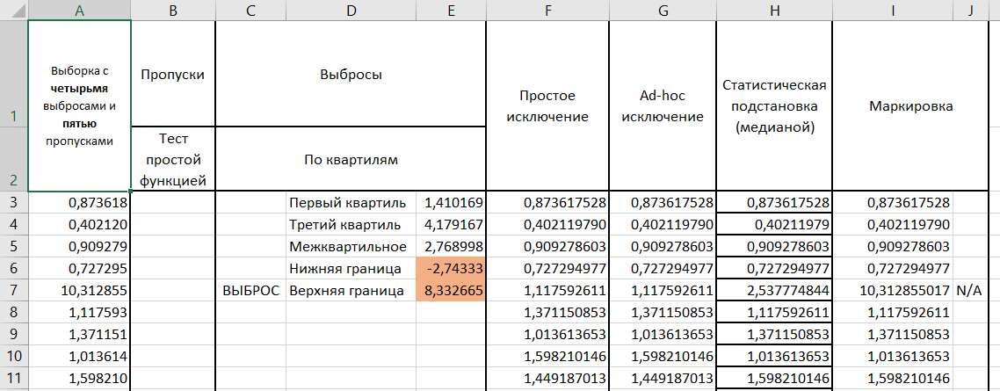 A B C D E F G H I J
1 Выборка с четырьмя выбросами и пятью пропусками Пропуски Выбросы Простое исключение Ad-hoc исключение Статистическая подстановка (медианой) Маркировка
2 Тест простой функцией По квартилям
3 0,873618 Первый квартиль 1,410169 0,873617528 0,873617528 0,873617528 0,873617528
4 0,402120 Третий квартиль 4,179167 0,402119790 0,402119790 0,40211979 0,402119790
5 0,909279 Межквартильное 2,768998 0,909278603 0,909278603 0,909278603 0,909278603
6 0,727295 Нижняя граница -2,74333 0,727294977 0,727294977 0,727294977 0,727294977
7 10,312855 ВЫБРОС Верхняя граница 8,332665 1,117592611 1,117592611 2,537774844 10,312855017 N/A
8 1,117593 1,371150853 1,371150853 1,117592611 1,117592611
9 1,371151 1,013613653 1,013613653 1,371150853 1,371150853
10 1,013614 1,598210146 1,598210146 1,013613653 1,013613653
11 1,598210 1,449187013 1,449187013 1,598210146 1,598210146